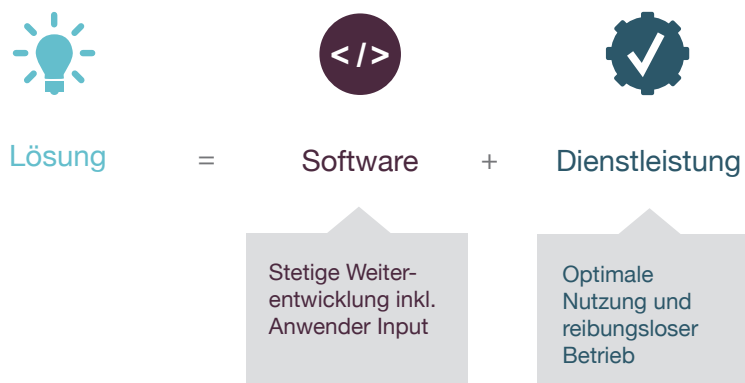 </>
Lösung = Software + Dienstleistung
Stetige Weiter-
entwicklung inkl.
Anwender Input
Optimale
Nutzung und
reibungsloser
Betrieb